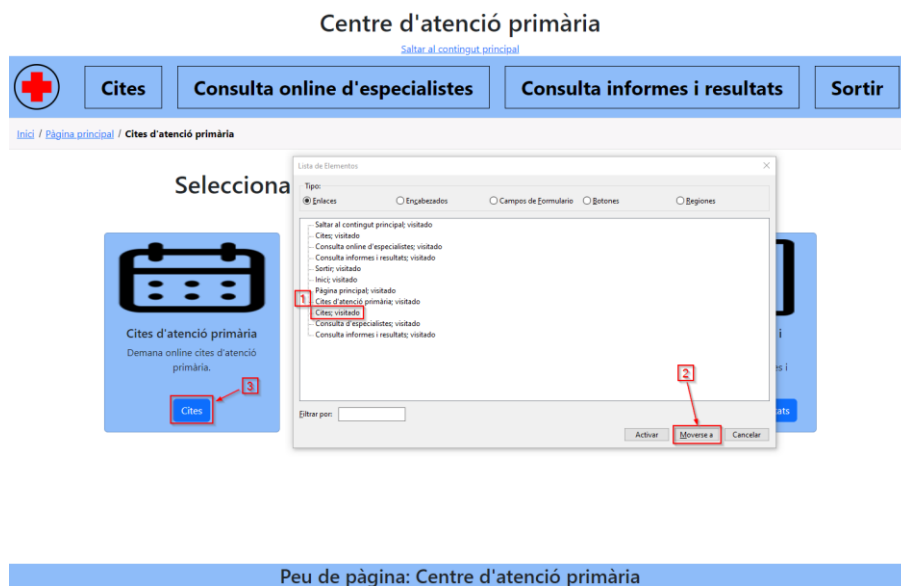 Centre d'atenció primària
Saltar al contingut principal
Cites
Consulta online d'especialistes
Consulta informes i resultats
Sortir
Inici / Pàgina principal / Cites d'atenció primària
Selecciona
Lista de Elementos
Tipo:
Enlaces
Encabezados
Campos de Formulario
Botones
Regiones
Saltar al contingut principal; visitado
Cites; visitado
Consulta online d'especialistes; visitado
Consulta informes i resultats; visitado
Sortir; visitado
Inici; visitado
Pàgina principal; visitado
1
Cites d'atenció primària; visitado
Cites; visitado
Consulta d'especialistes; visitado
Consulta informes i resultats; visitado
2
Filtrar por:
Activar
Moverse a
Cancelar
Cites d'atenció primària
Demana online cites d'atenció
primària.
3
Cites
i
s i
ats
Peu de pàgina: Centre d'atenció primària